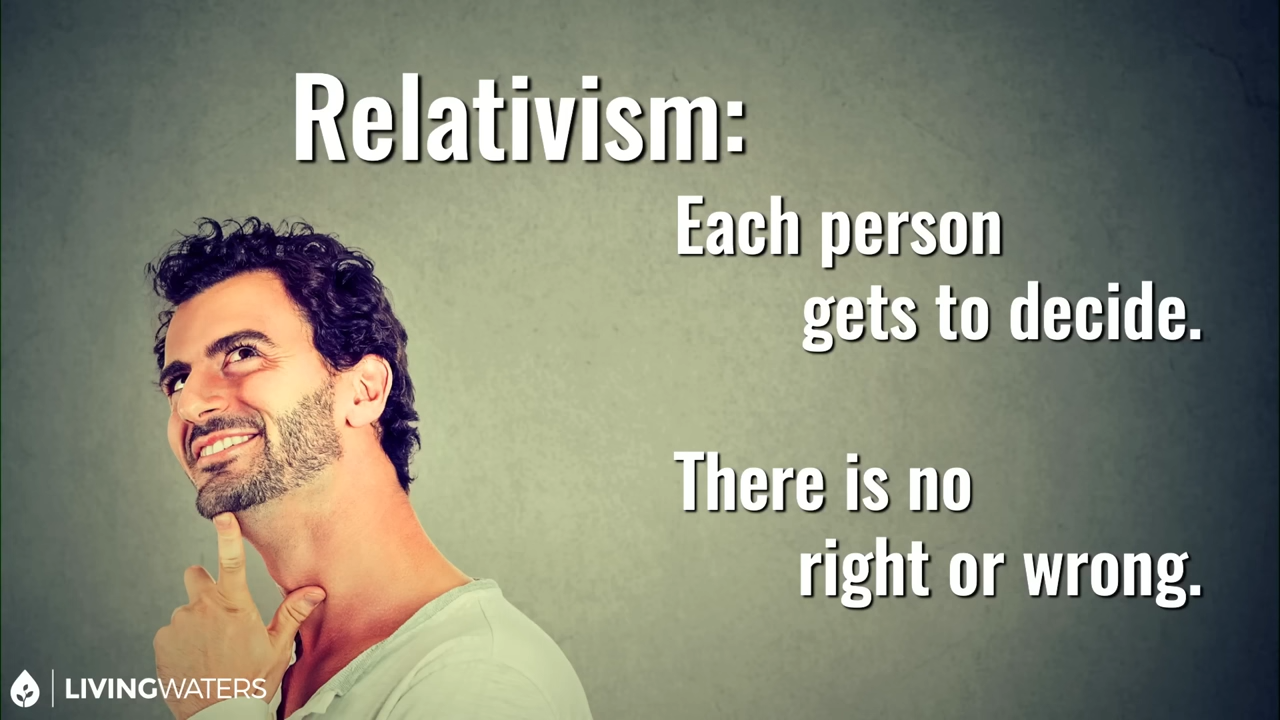 Relativism:
Each person
gets to decide.
There is no
right or wrong.
LIVINGWATERS